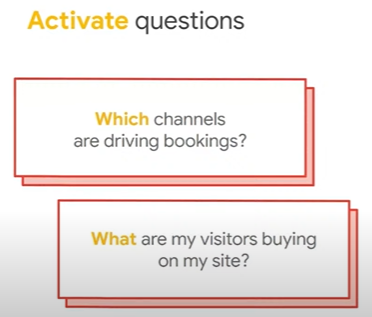 Activate questions
Which channels
are driving bookings?
What are my visitors buying
on my site?